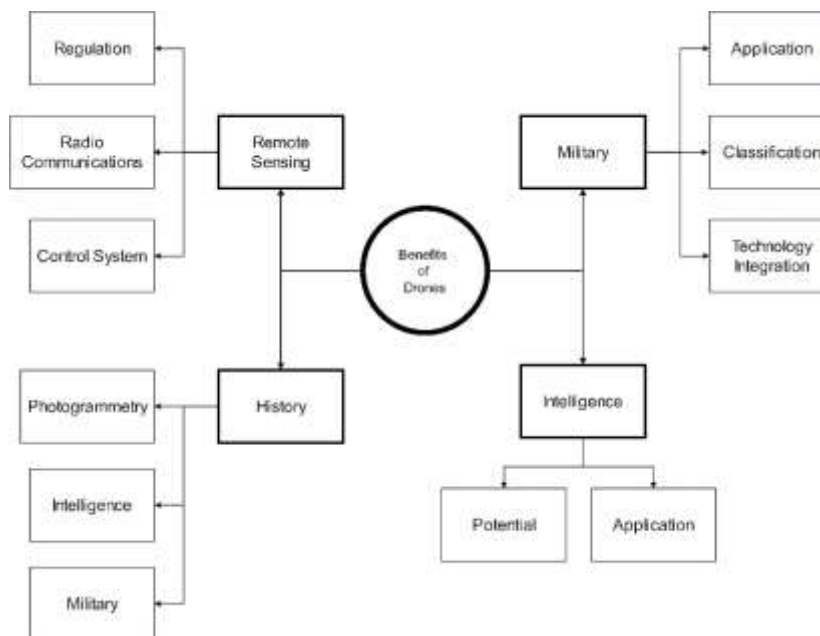 Regulation
Radio
Communications
Control System
Remote
Sensing
Benefits
of
Drones
Military
Application
Classification
Technology
Integration
History
Photogrammetry
Intelligence
Military
Intelligence
Potential
Application